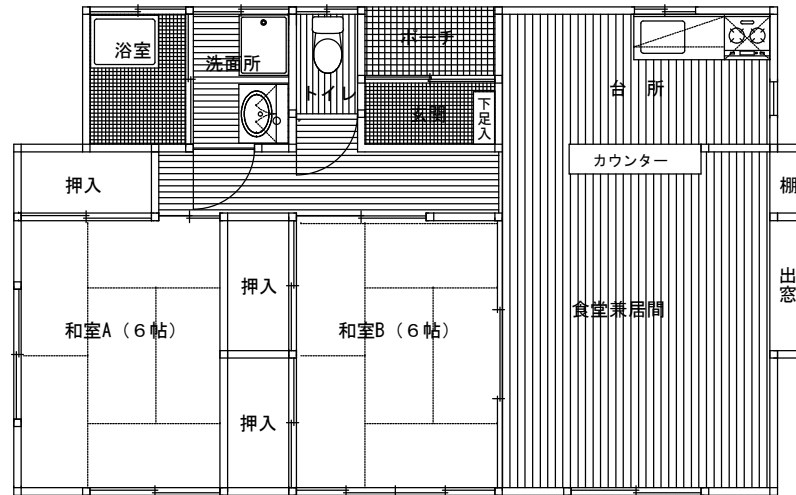 浴室
洗面所
トイレ
ポーチ
玄関
下足入
台 所
カウンター
棚
押入
押入
出窓
食堂兼居間
和室A（６帖）
和室B（６帖）
押入